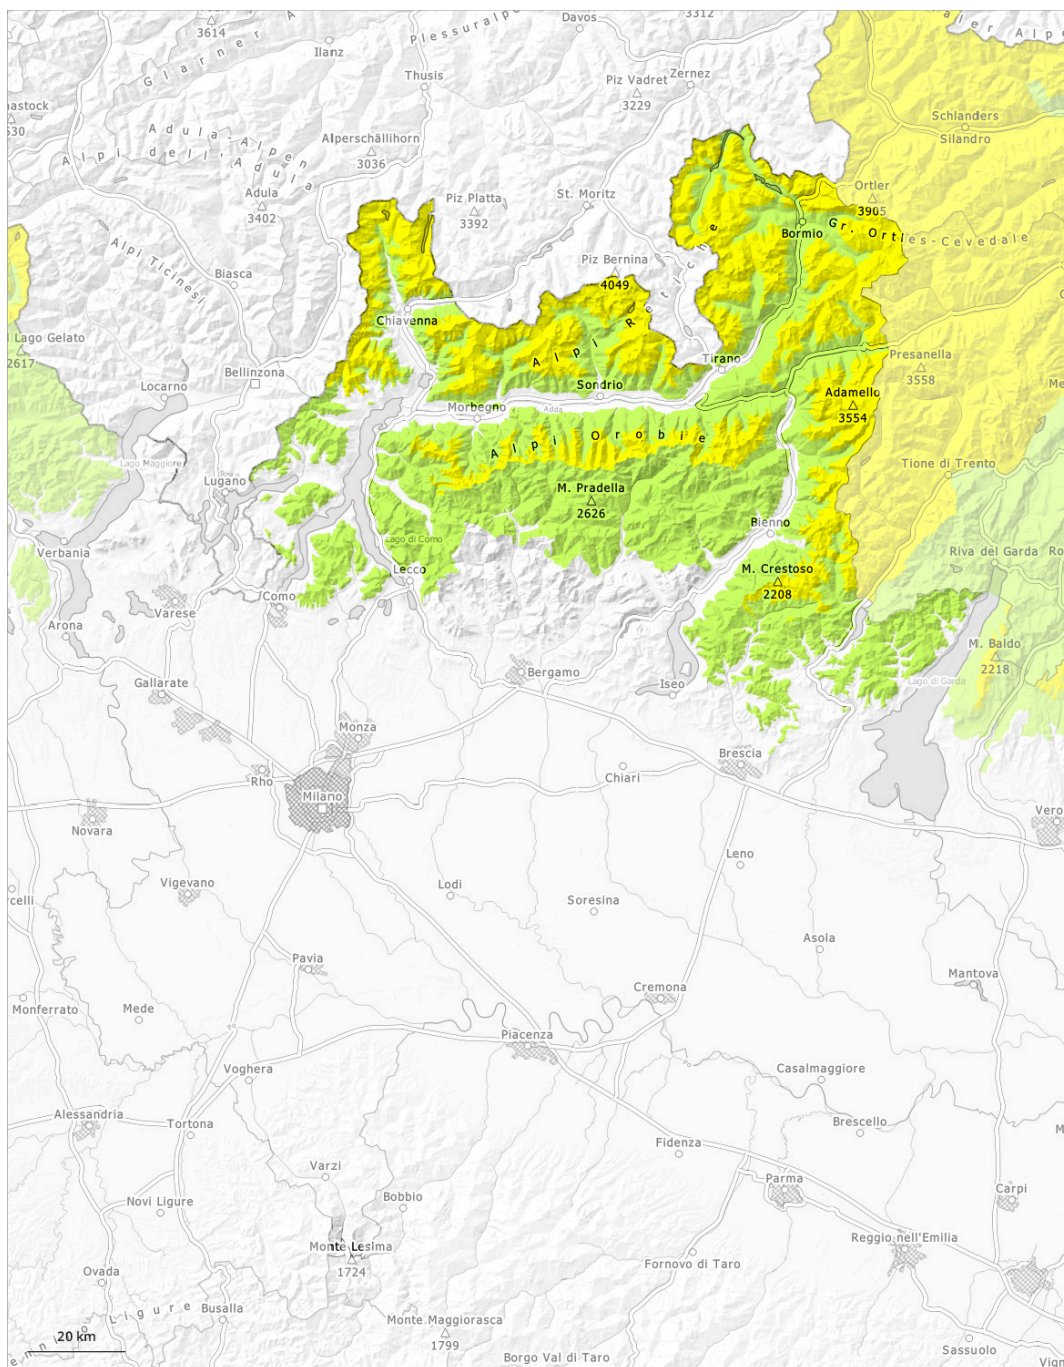 3614
Davos
3312
Plessuralpe
Glarner
Ilanz
Thusis
Piz Vadret
Zernez
3229
Schlanders
Silandro
Adula-Alpen
Alpi dell'Adula
Alperschällihorn
3036
Adula
3402
Piz Platta
3392
St. Moritz
Ortler
3905
Bormio
Gr. Ortles-Cevedale
Alpi Ticinesi
Biasca
Piz Bernina
4049
Chiavenna
Alpi Retiche
Lago Gelato
2617
Bellinzona
Locarno
Tirano
Presanella
3558
Sondrio
Adamello
3554
Morbegno
Adda
Alpi Orobie
Lago Maggiore
Lugano
Tione di Trento
M. Pradella
2626
Bienno
Verbania
Lago di Como
Riva del Garda
Ro
Lecco
M. Crestoso
2208
Como
Varese
Arona
M. Baldo
2218
Bergamo
Gallarate
Iseo
Lago di Garda
Monza
Brescia
Rho
Chiari
Milano
Novara
Vero
Leno
Vigevano
Lodi
Soresina
rcelli
Asola
Pavia
Mantova
Cremona
Monferrato
Mede
Po
Piacenza
Po
Voghera
Casalmaggiore
Alessandria
Tortona
Brescello
Fidenza
Varzi
Parma
Carpi
Novi Ligure
Bobbio
Monte Lesima
1724
Reggio nell'Emilia
Ovada
Fornovo di Taro
Ligure
Busalla
Monte Maggiorasca
1799
20 km
Sassuolo
Borgo Val di Taro